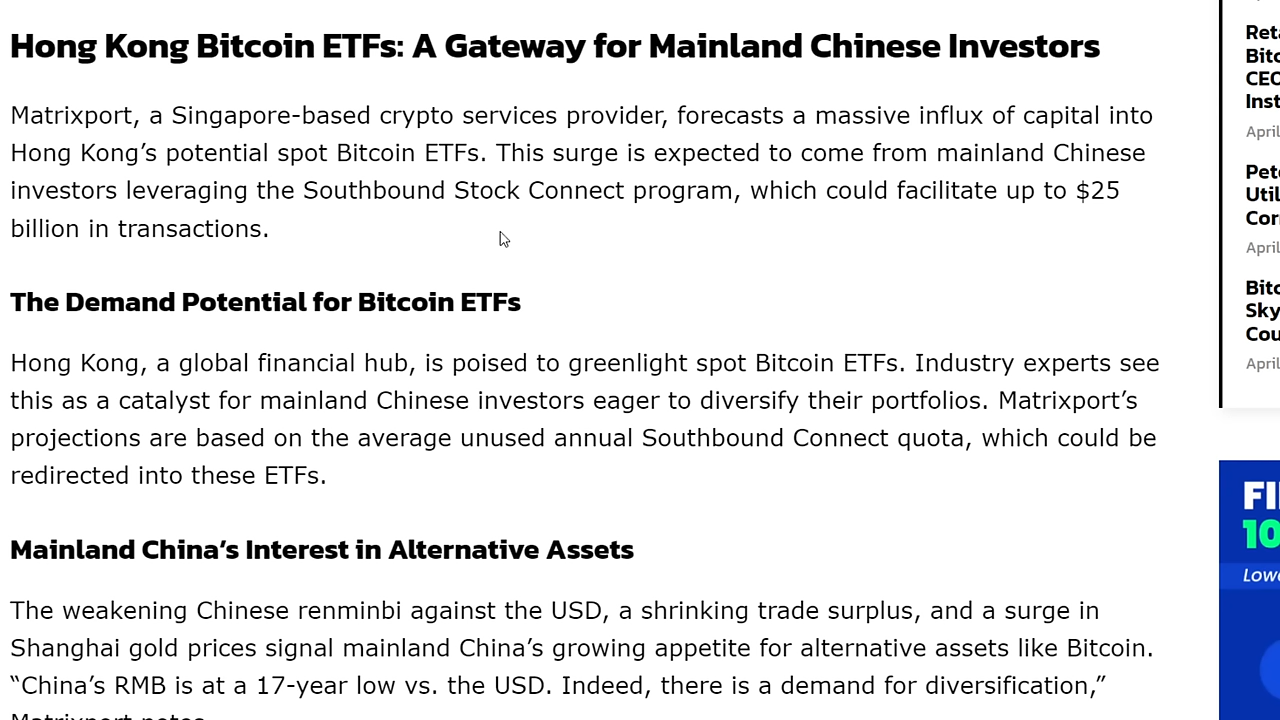 Hong Kong Bitcoin ETFs: A Gateway for Mainland Chinese Investors
Matrixport, a Singapore-based crypto services provider, forecasts a massive influx of capital into
Hong Kong’s potential spot Bitcoin ETFs. This surge is expected to come from mainland Chinese
investors leveraging the Southbound Stock Connect program, which could facilitate up to $25
billion in transactions.
The Demand Potential for Bitcoin ETFs
Hong Kong, a global financial hub, is poised to greenlight spot Bitcoin ETFs. Industry experts see
this as a catalyst for mainland Chinese investors eager to diversify their portfolios. Matrixport’s
projections are based on the average unused annual Southbound Connect quota, which could be
redirected into these ETFs.
Mainland China’s Interest in Alternative Assets
The weakening Chinese renminbi against the USD, a shrinking trade surplus, and a surge in
Shanghai gold prices signal mainland China’s growing appetite for alternative assets like Bitcoin.
“China’s RMB is at a 17-year low vs. the USD. Indeed, there is a demand for diversification,”
Matrixport notes.
CEO
April
April
April
10